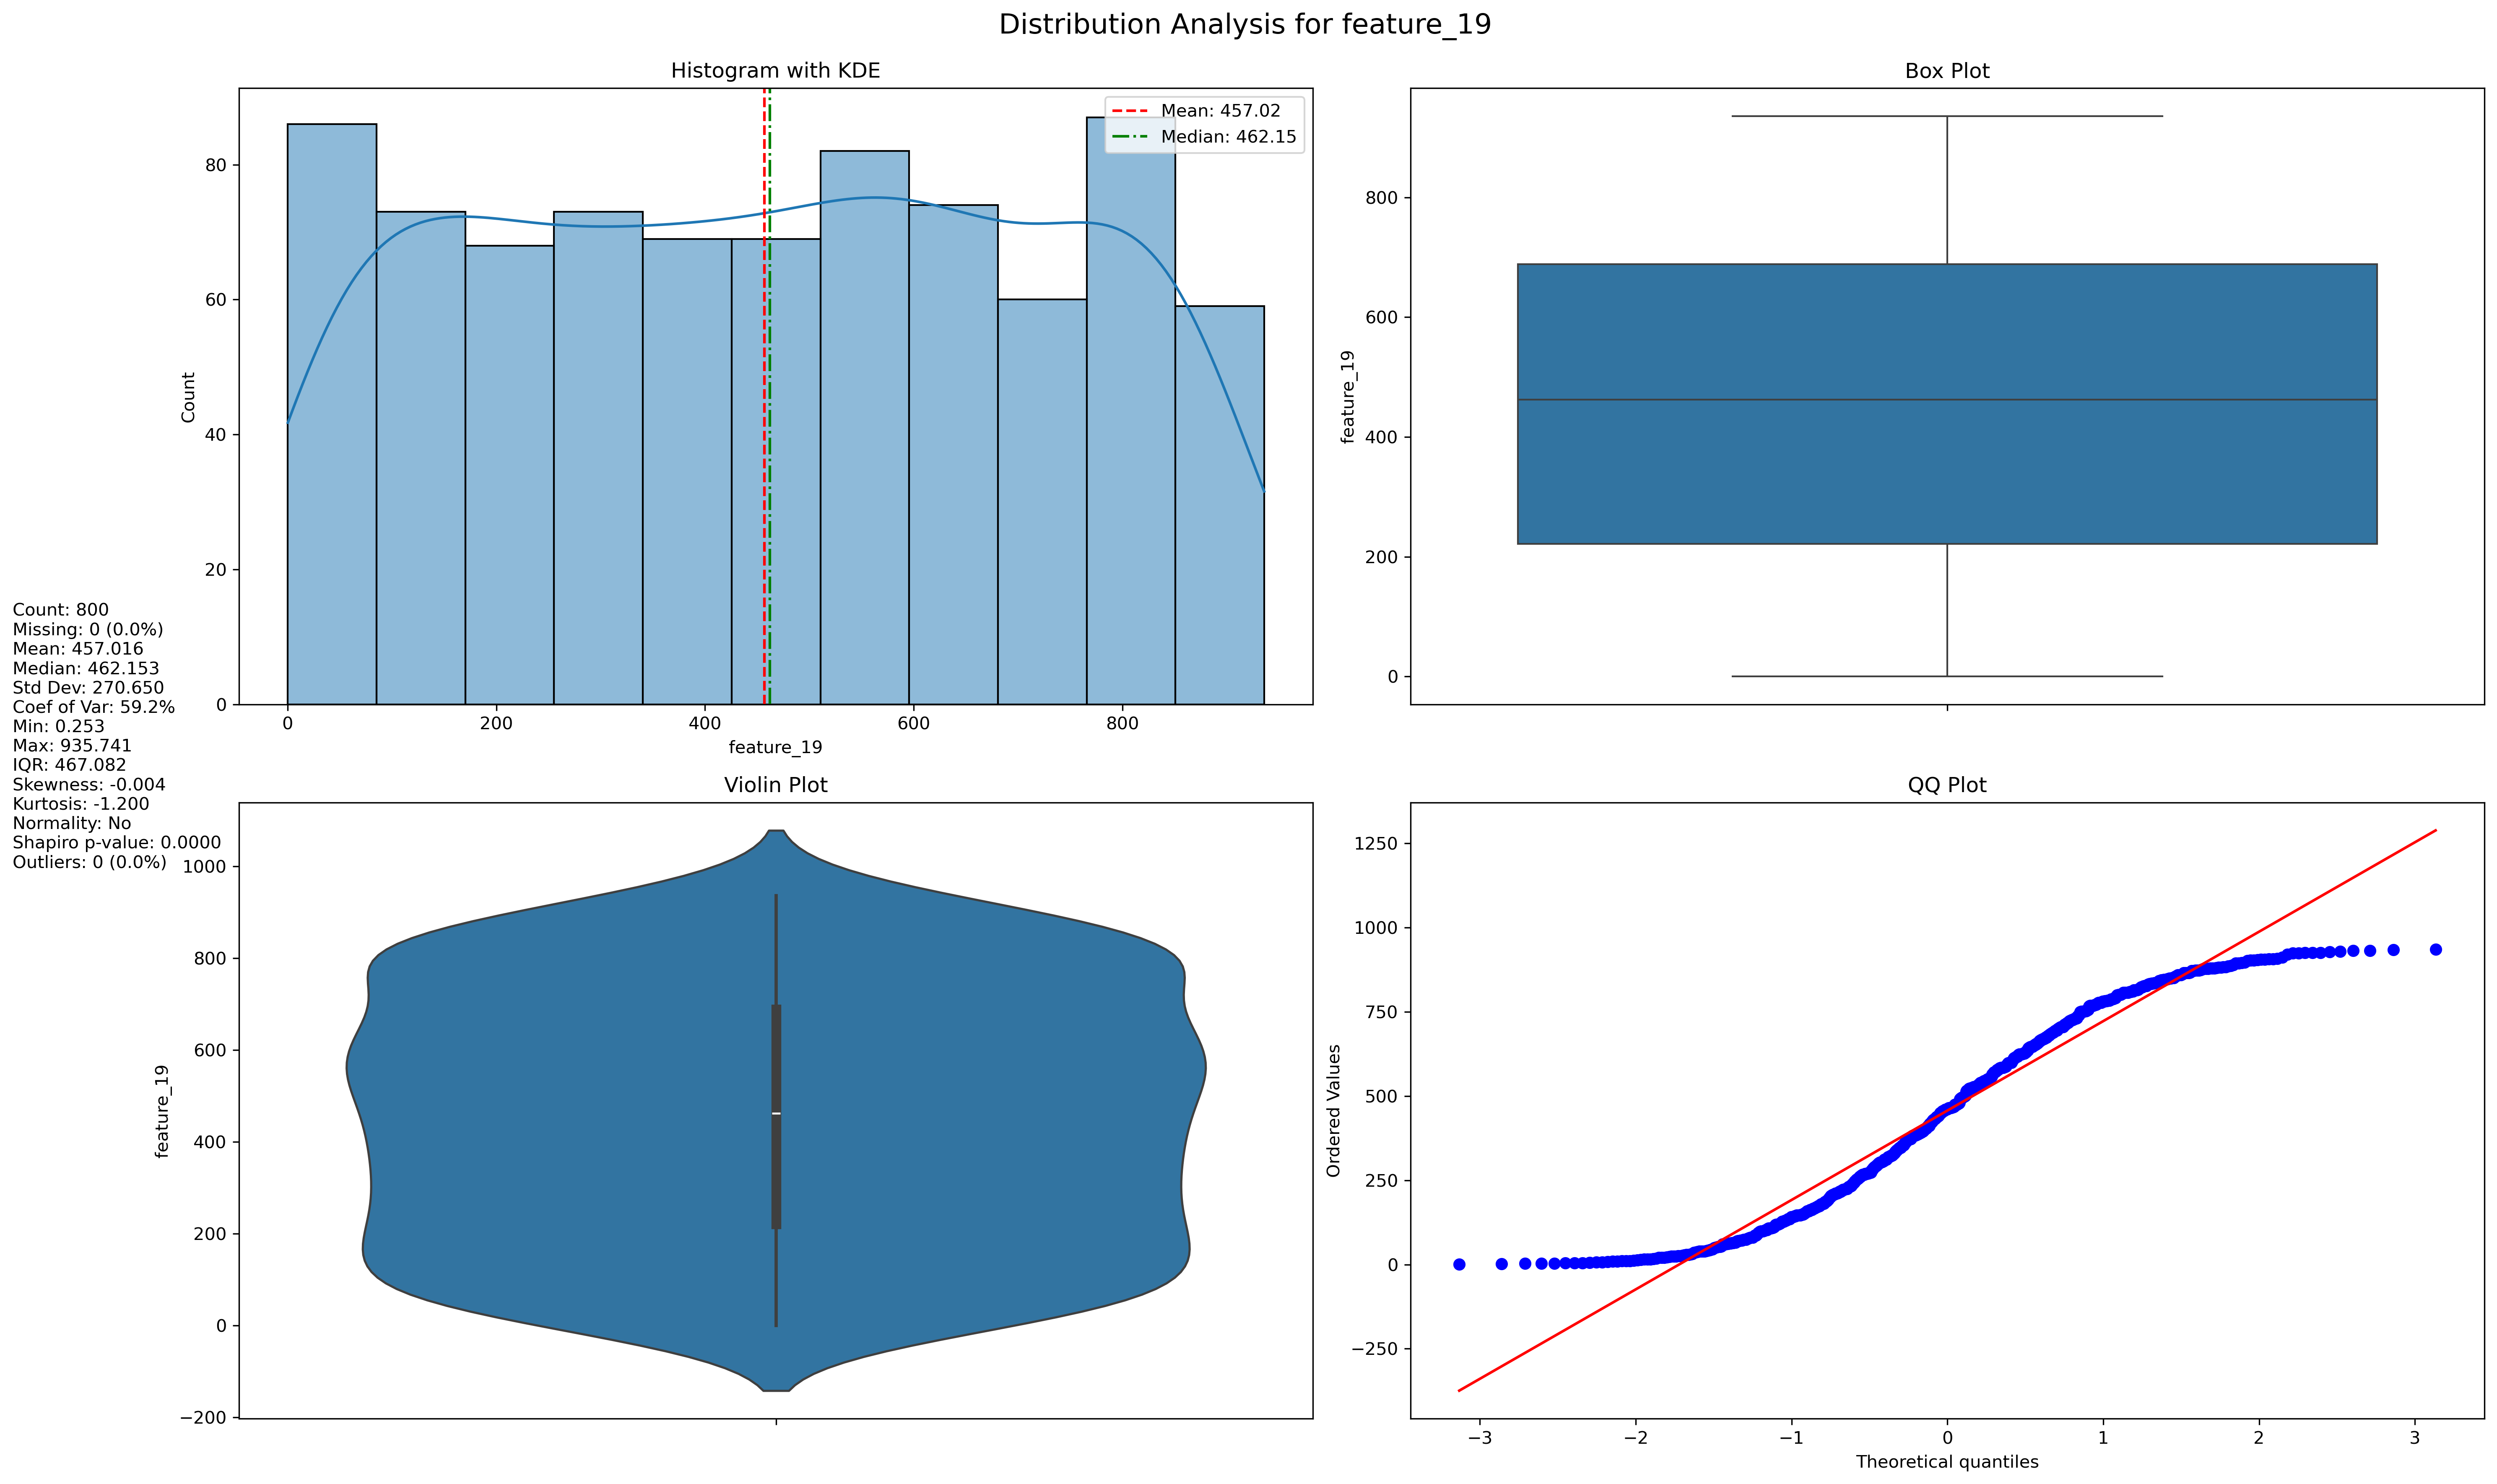 Distribution Analysis for feature_19
Histogram with KDE
Mean: 457.02
Median: 462.15
80
60
40
20
0
Count
0 200 400 600 800
feature_19
Box Plot
800
600
400
200
0
feature_19
Count: 800
Missing: 0 (0.0%)
Mean: 457.016
Median: 462.153
Std Dev: 270.650
Coef of Var: 59.2%
Min: 0.253
Max: 935.741
IQR: 467.082
Skewness: -0.004
Kurtosis: -1.200
Normality: No
Shapiro p-value: 0.0000
Outliers: 0 (0.0%)
Violin Plot
1000
800
600
400
200
0
−200
feature_19
QQ Plot
1250
1000
750
500
250
0
−250
Ordered Values
−3 −2 −1 0 1 2 3
Theoretical quantiles